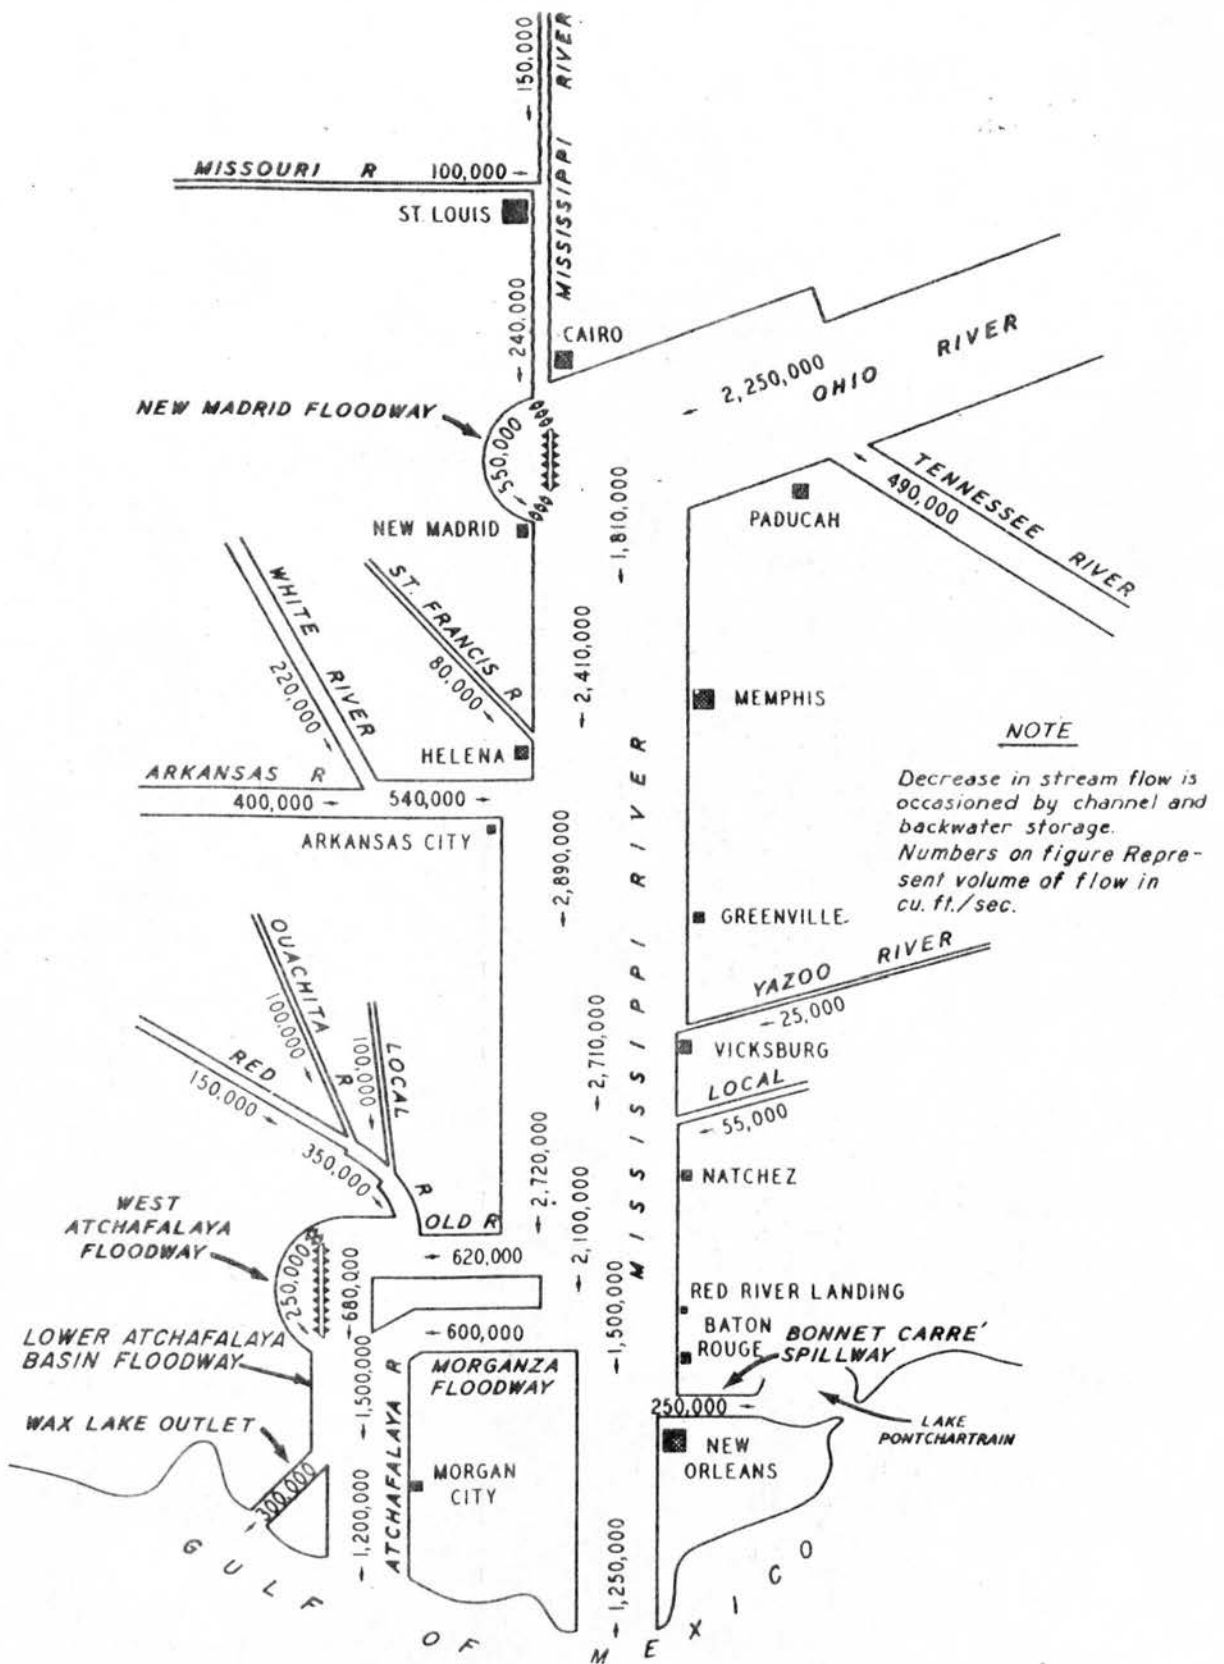 150.000
MISSISSIPPI RIVER
MISSOURI R
100,000
ST. LOUIS
240.000
CAIRO
2,250,000
OHIO RIVER
NEW MADRID FLOODWAY
550,000
1,810,000
TENNESSEE RIVER
490,000
PADUCAH
NEW MADRID
WHITE RIVER
220,000
ST. FRANCIS R
80,000
2,410,000
MEMPHIS
HELENA
ARKANSAS R
400,000
540,000
ARKANSAS CITY
2,890,000
MISSISSIPPI RIVER
NOTE
Decrease in stream flow is
occasioned by channel and
backwater storage.
Numbers on figure Repre-
sent volume of flow in
cu. ft./sec.
GREENVILLE
YAZOO RIVER
25,000
OUACHITA R
100.000
LOCAL
100,000
RED R
150,000
350,000
2,710,000
VICKSBURG
LOCAL
55,000
NATCHEZ
2,720,000
2,100,000
WEST
ATCHAFALAYA
FLOODWAY
250,000
680,000
OLD R
620,000
600,000
1,500,000
RED RIVER LANDING
BATON
ROUGE
BONNET CARRE'
SPILLWAY
LOWER ATCHAFALAYA
BASIN FLOODWAY
1,500,000
ATCHAFALAYA R
MORGANZA
FLOODWAY
250,000
LAKE
PONTCHARTRAIN
WAX LAKE OUTLET
300,000
1,200,000
MORGAN
CITY
NEW
ORLEANS
1,250,000
GULF OF MEXICO